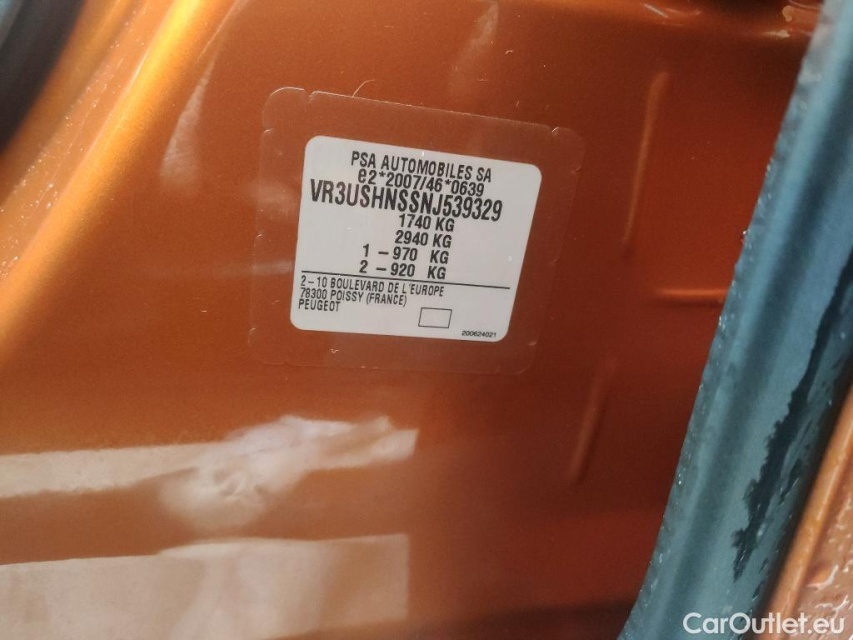 PSA AUTOMOBILES SA
e2*2007/46*0639
VR3USHNSSNJ539329
1740 KG
2940 KG
1 -970 KG
2 -920 KG
2-10 BOULEVARD DE L'EUROPE
78300 POISSY (FRANCE)
PEUGEOT
200624021
CarOutlet.eu